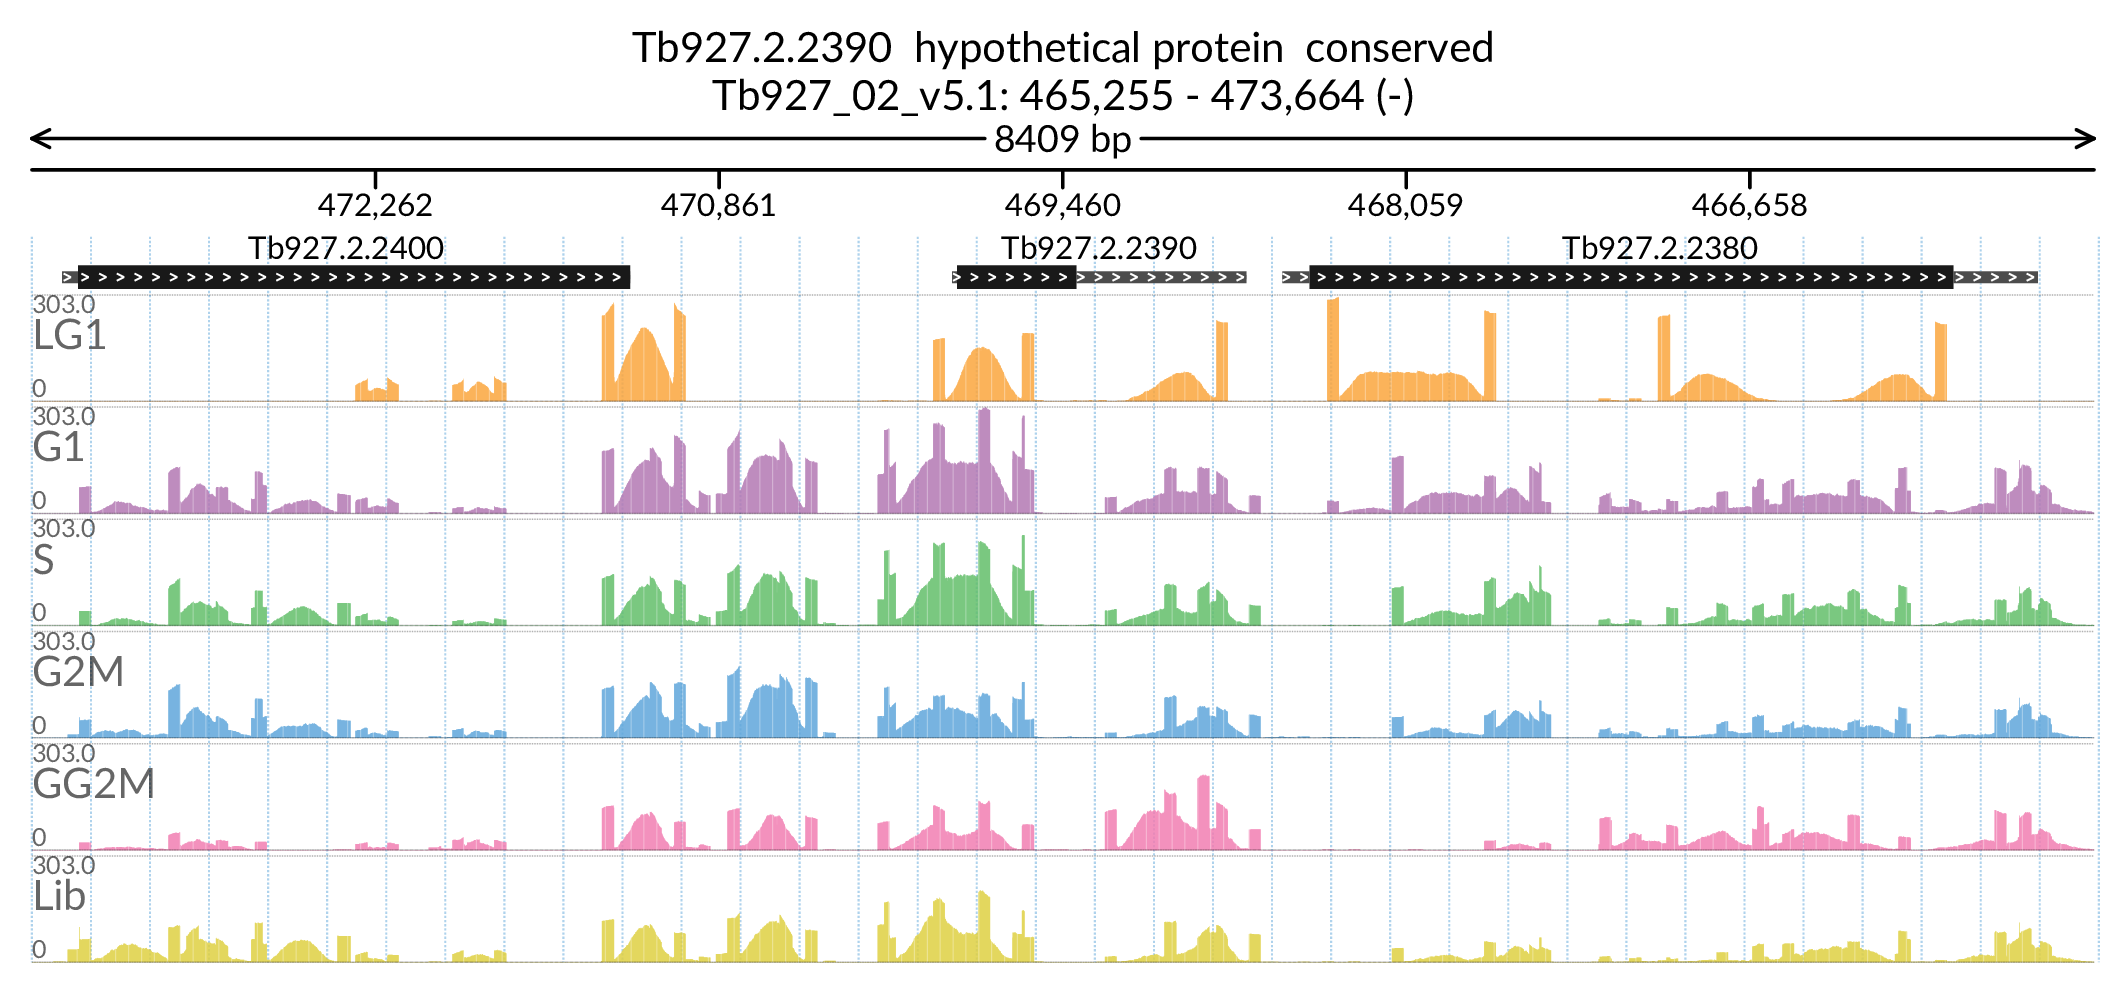 Tb927.2.2390  hypothetical protein  conserved
Tb927_02_v5.1: 465,255 - 473,664 (-)
8409 bp
472,262 470,861 469,460 468,059 466,658
Tb927.2.2400 Tb927.2.2390 Tb927.2.2380
303.0
LG1
0
303.0
G1
0
303.0
S
0
303.0
G2M
0
303.0
GG2M
0
303.0
Lib
0